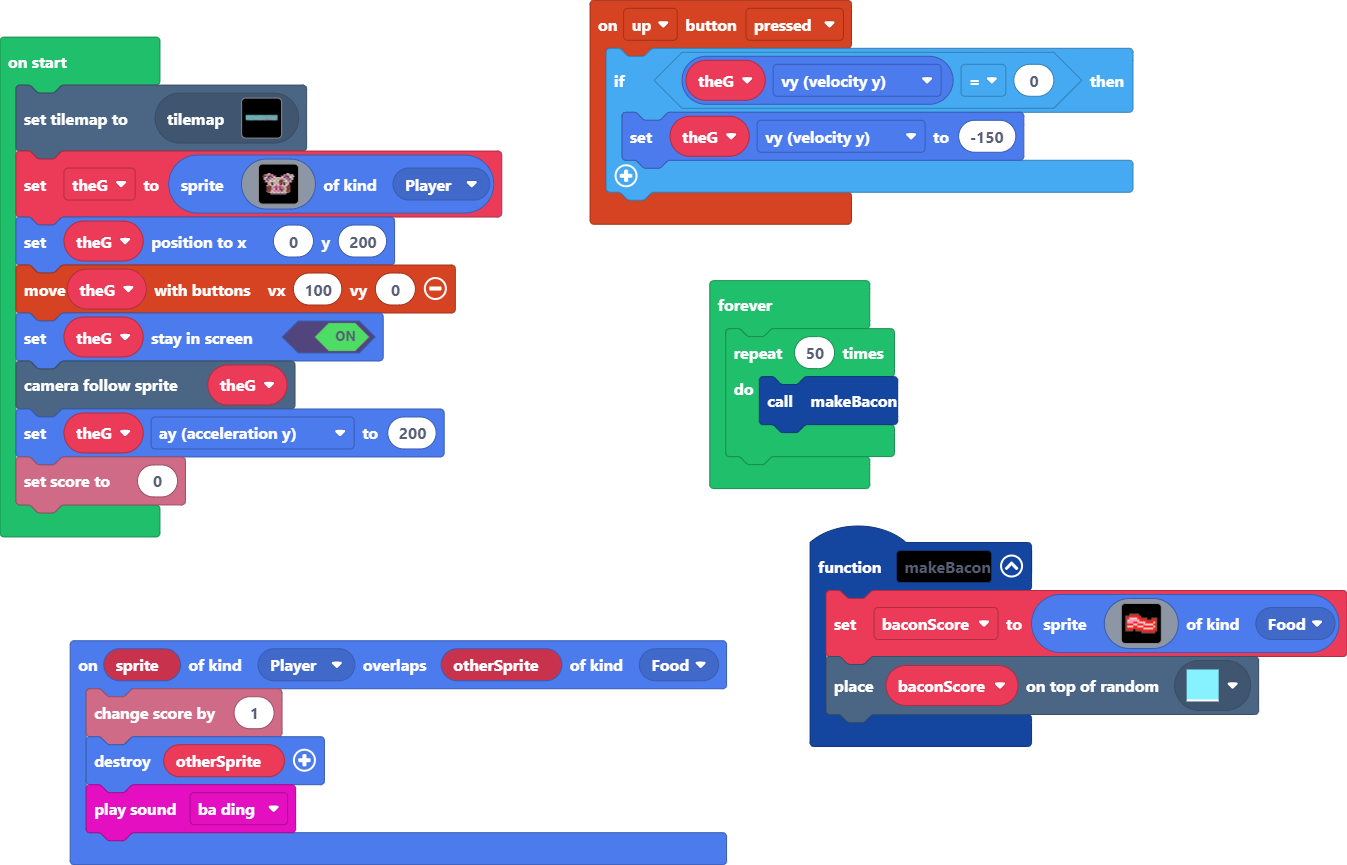 on start
set tilemap to tilemap
set theG to sprite of kind Player
set theG position to x 0 y 200
move theG with buttons vx 100 vy 0
set theG stay in screen ON
camera follow sprite theG
set theG ay (acceleration y) to 200
set score to 0
on up button pressed
if theG vy (velocity y) = 0 then
set theG vy (velocity y) to -150
forever
repeat 50 times
do call makeBacon
function makeBacon
set baconScore to sprite of kind Food
place baconScore on top of random
on sprite of kind Player overlaps otherSprite of kind Food
change score by 1
destroy otherSprite
play sound ba ding